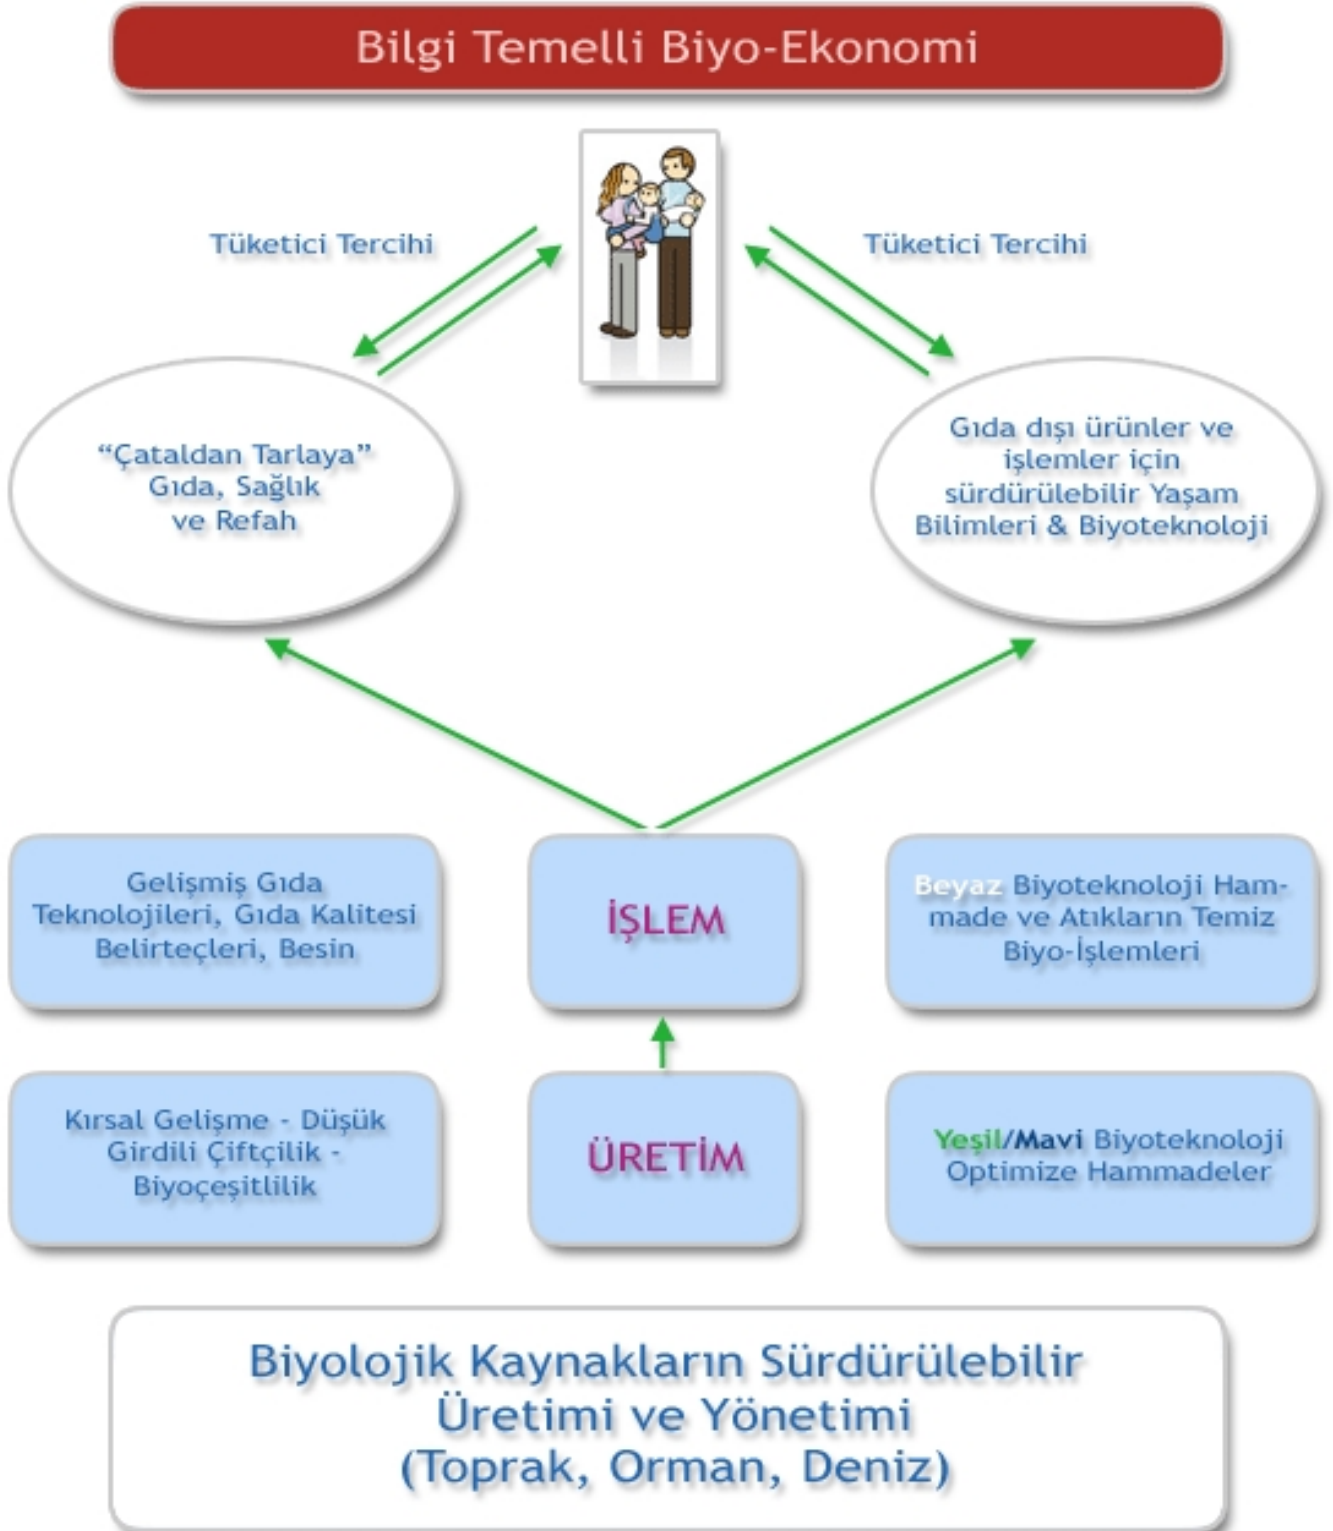 Bilgi Temelli Biyo-Ekonomi
Tüketici Tercihi
Tüketici Tercihi
“Çataldan Tarlaya”
Gıda, Sağlık
ve Refah
Gıda dışı ürünler ve
işlemler için
sürdürülebilir Yaşam
Bilimleri & Biyoteknoloji
Gelişmiş Gıda
Teknolojileri, Gıda Kalitesi
Belirteçleri, Besin
İŞLEM
Beyaz Biyoteknoloji Ham-
made ve Atıkların Temiz
Biyo-İşlemleri
Kırsal Gelişme - Düşük
Girdili Çiftçilik -
Biyoçeşitlilik
ÜRETİM
Yeşil/Mavi Biyoteknoloji
Optimize Hammadeler
Biyolojik Kaynakların Sürdürülebilir
Üretimi ve Yönetimi
(Toprak, Orman, Deniz)